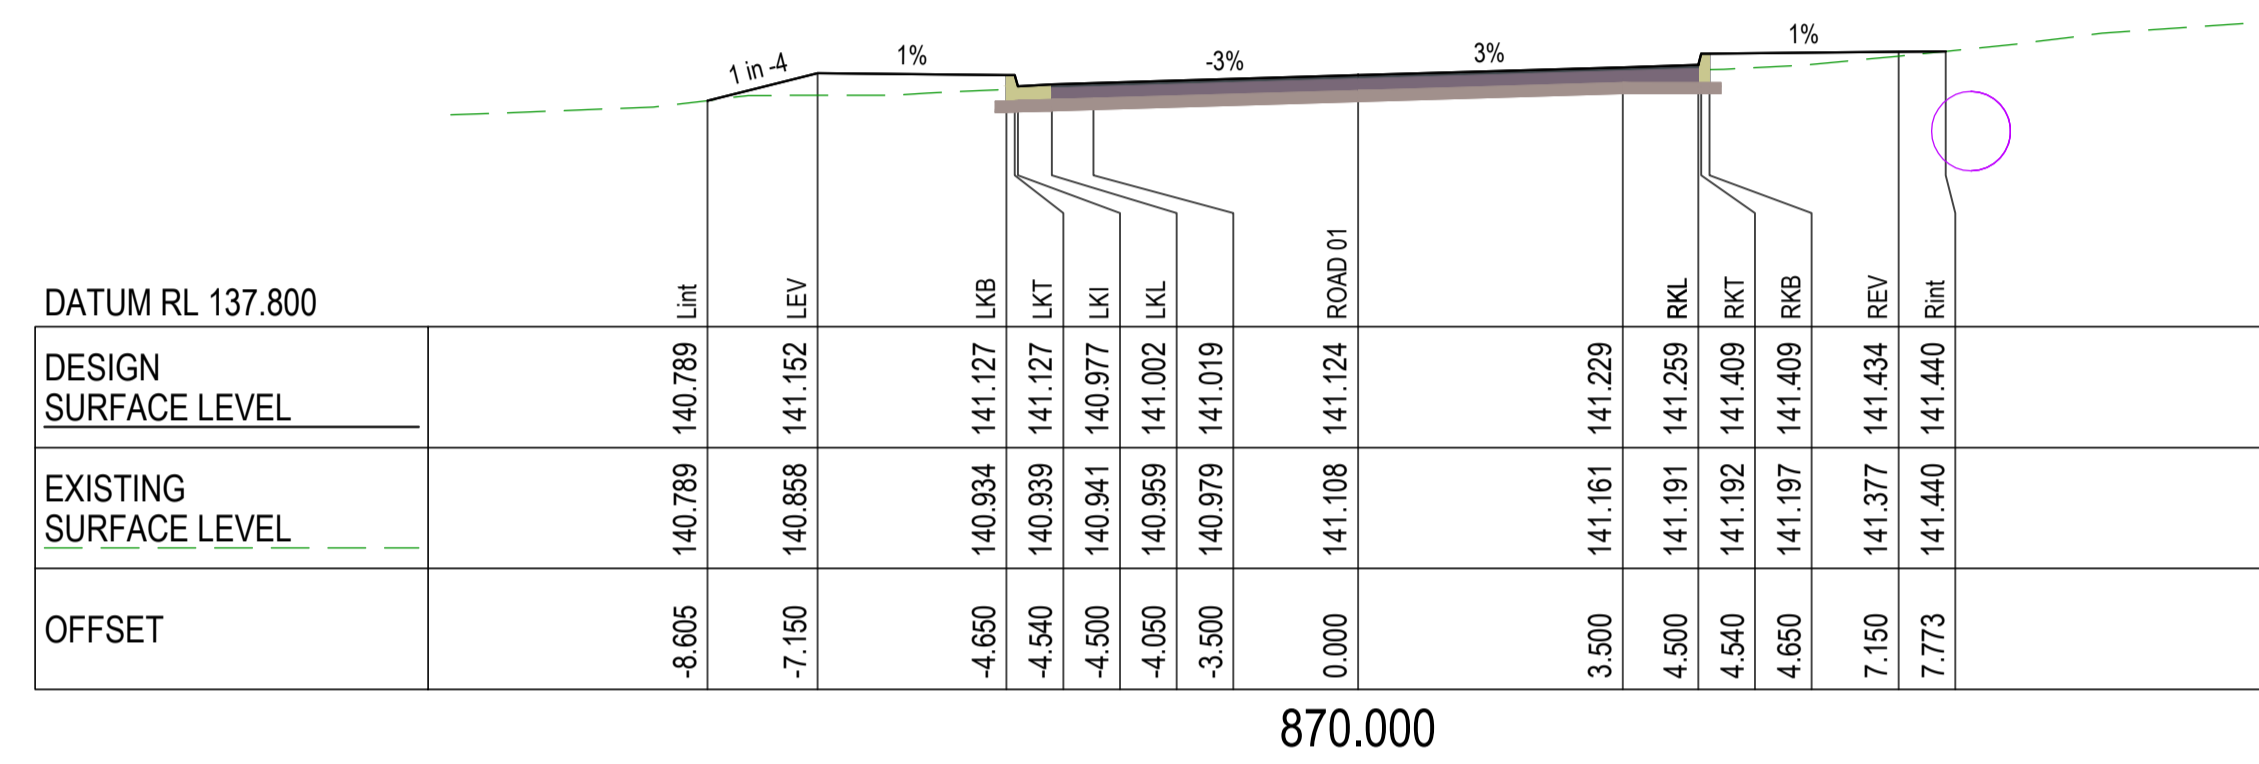 1 in -4
1%
-3%
3%
1%
DATUM RL 137.800
Lint
LEV
LKB
LKT
LKI
LKL
ROAD 01
RKL
RKT
RKB
REV
Rint
DESIGN
SURFACE LEVEL
140.789
141.152
141.127
141.127
140.977
141.002
141.019
141.124
141.229
141.259
141.409
141.409
141.434
141.440
EXISTING
SURFACE LEVEL
140.789
140.858
140.934
140.939
140.941
140.959
140.979
141.108
141.161
141.191
141.192
141.197
141.377
141.440
OFFSET
-8.605
-7.150
-4.650
-4.540
-4.500
-4.050
-3.500
0.000
3.500
4.500
4.540
4.650
7.150
7.773
870.000